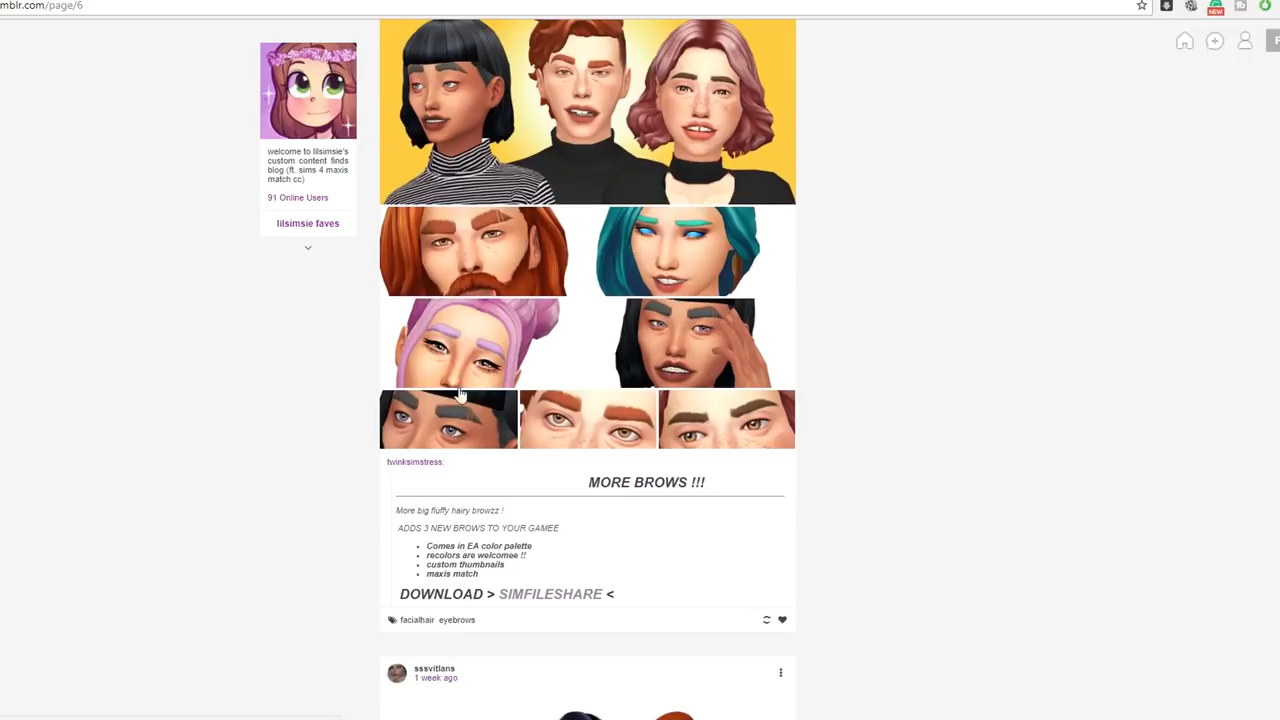 mblr.com/page/6
NEW
welcome to lilsimsie's
custom content finds
blog (ft. sims 4 maxis
match cc)
91 Online Users
lilsimsie faves
twinksimstress:
MORE BROWS !!!
More big fluffy hairy browzz !
ADDS 3 NEW BROWS TO YOUR GAMEE
Comes in EA color palette
recolors are welcomee !!
custom thumbnails
maxis match
DOWNLOAD > SIMFILESHARE <
facialhair eyebrows
sssvitlans
1 week ago